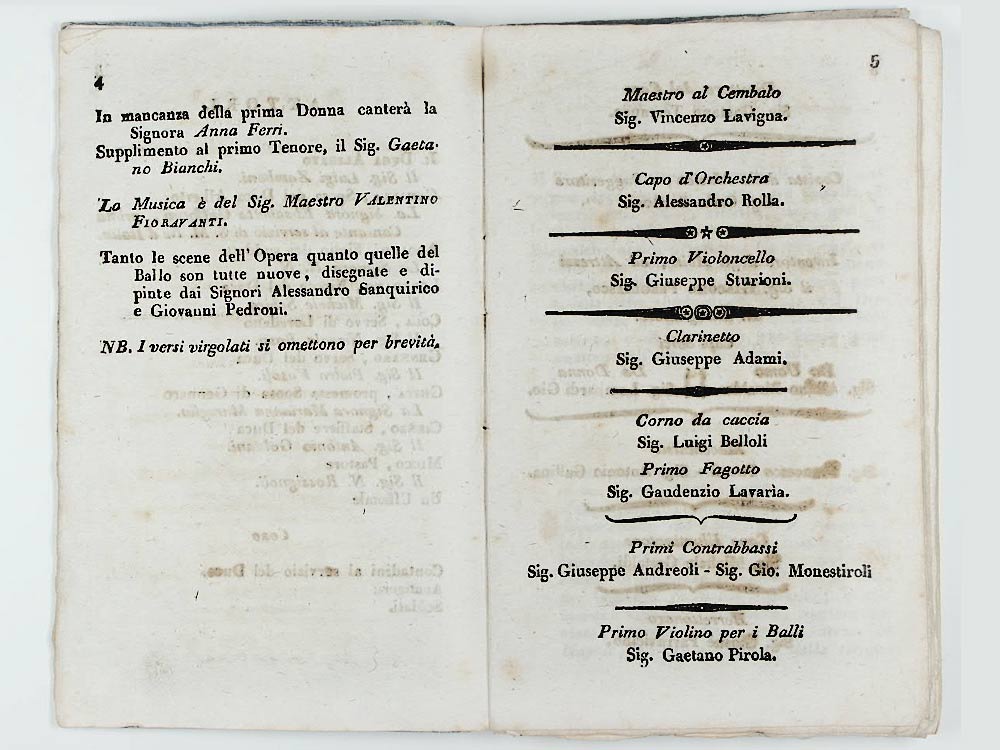 4
In mancanza della prima Donna canterà la
Signora Anna Ferri.
Supplimento al primo Tenore, il Sig. Gaeta-
no Bianchi.
La Musica è del Sig. Maestro VALENTINO
FIORAVANTI.
Tanto le scene dell' Opera quanto quelle del
Ballo son tutte nuove, disegnate e di-
pinte dai Signori Alessandro Sanquirico
e Giovanni Pedroni.
NB. I versi virgolati si omettono per brevità.
5
Maestro al Cembalo
Sig. Vincenzo Lavigna.
Capo d'Orchestra
Sig. Alessandro Rolla.
Primo Violoncello
Sig. Giuseppe Sturioni.
Clarinetto
Sig. Giuseppe Adami.
Corno da caccia
Sig. Luigi Belloli
Primo Fagotto
Sig. Gaudenzio Lavarìa.
Primi Contrabbassi
Sig. Giuseppe Andreoli - Sig. Gio. Monestiroli
Primo Violino per i Balli
Sig. Gaetano Pirola.